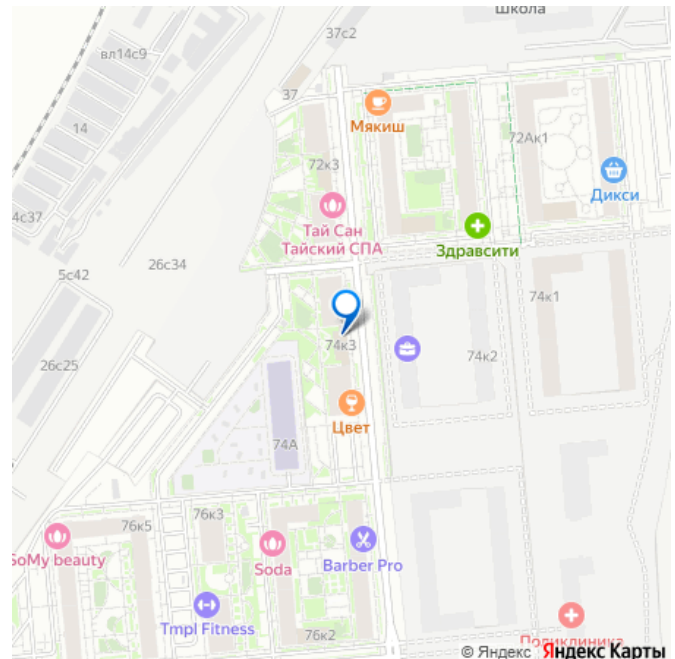 школа
37с2
вл14с9
37
14
Мякиш
72Ак1
72к3
Дикси
4с37
Тай Сан
Тайский СПА
Здравсити
5с42
26с34
74к1
74к3
74к2
26с25
Цвет
74А
76к5
76к3
SoMy beauty
Soda
Barber Pro
Tmpl Fitness
76к2
Поликлиника
© Яндекс Яндекс Карты